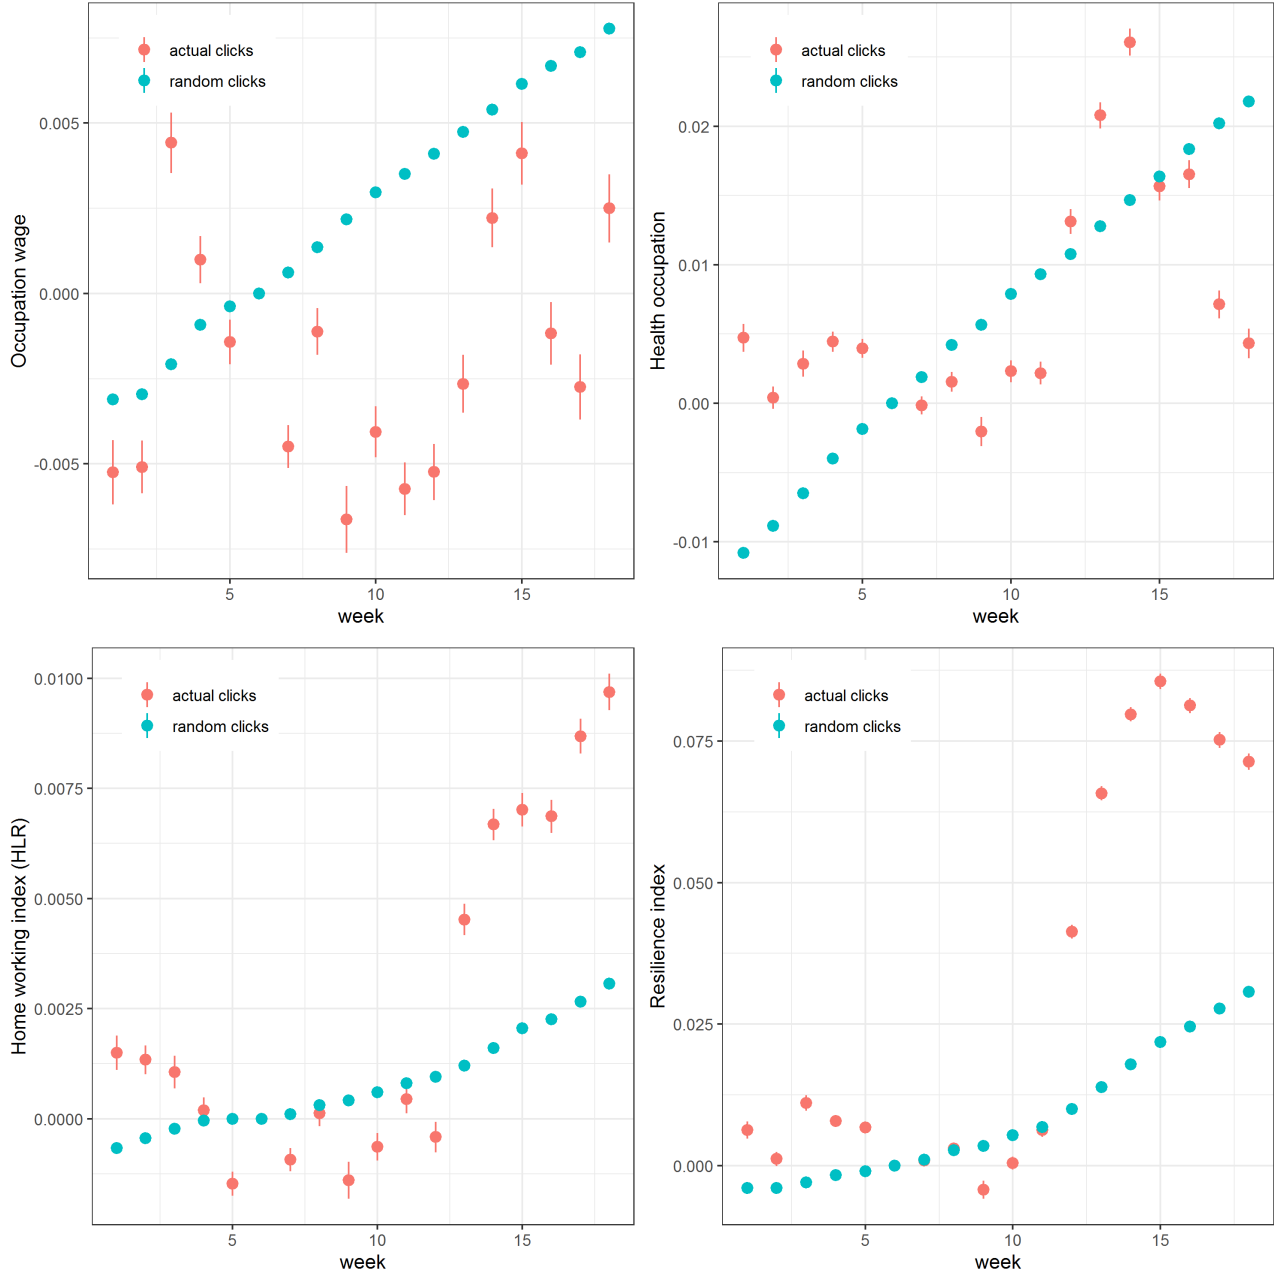 actual clicks
random clicks
Occupation wage
0.005
0.000
-0.005
5
10
15
week
actual clicks
random clicks
Health occupation
0.02
0.01
0.00
-0.01
5
10
15
week
actual clicks
random clicks
Home working index (HLR)
0.0100
0.0075
0.0050
0.0025
0.0000
5
10
15
week
actual clicks
random clicks
Resilience index
0.075
0.050
0.025
0.000
5
10
15
week